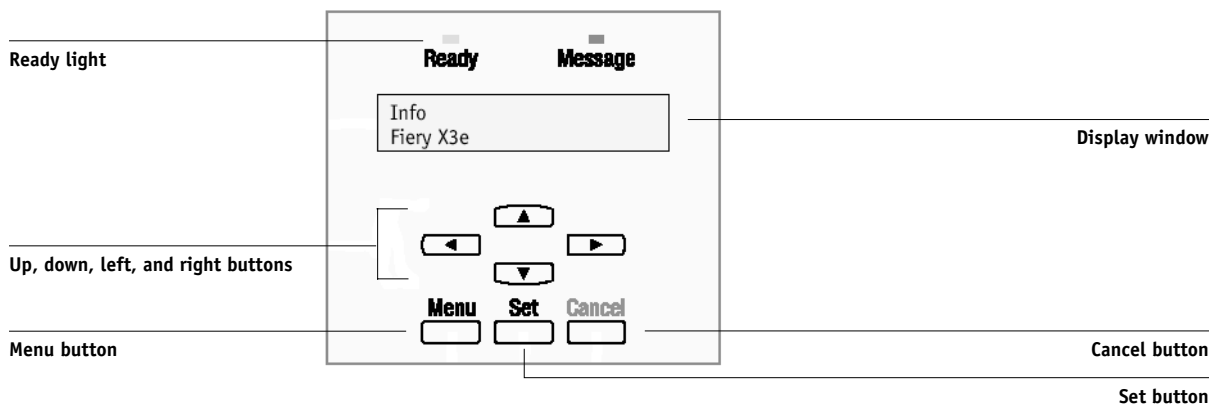 Ready light
Ready
Message
Info
Fiery X3e
Display window
Up, down, left, and right buttons
Menu
Set
Cancel
Menu button
Cancel button
Set button